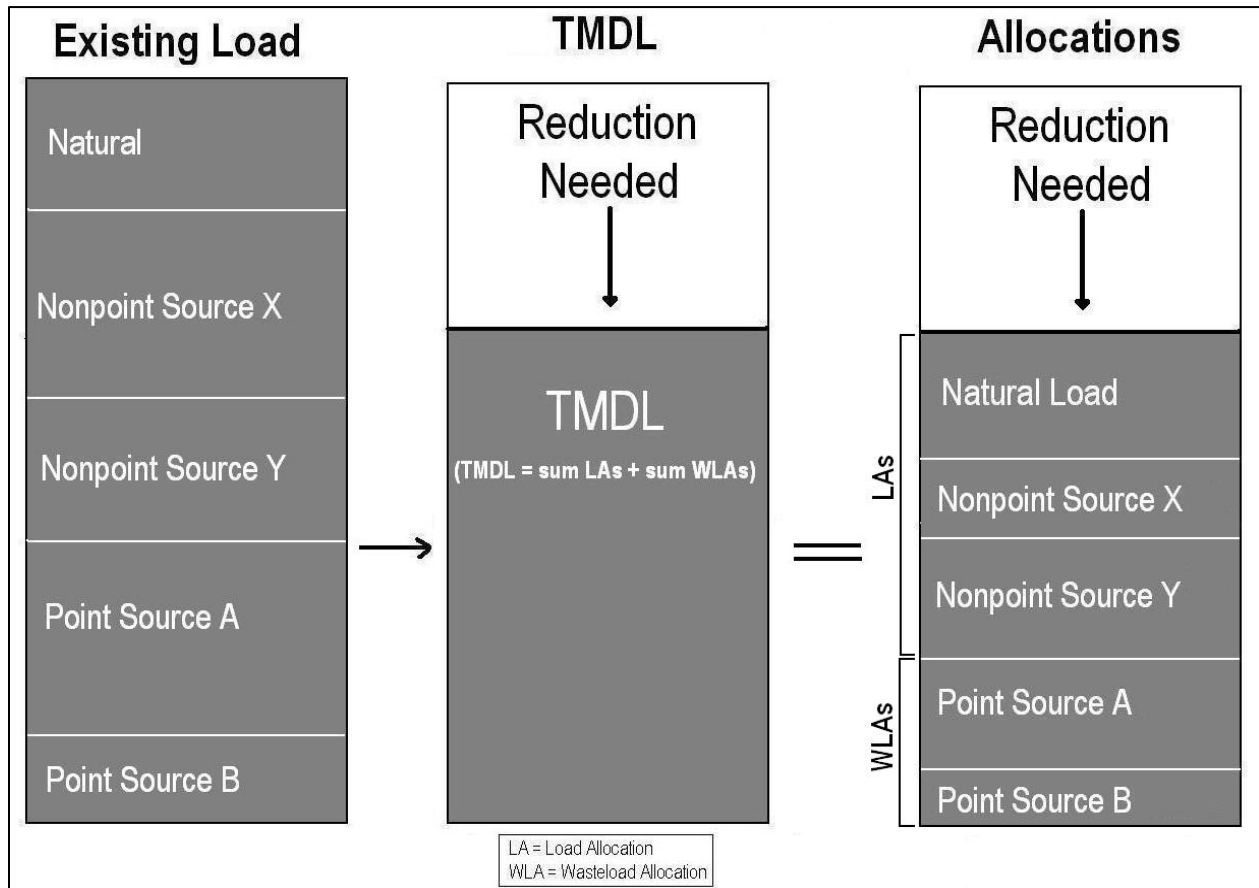 Existing Load
Natural
Nonpoint Source X
Nonpoint Source Y
Point Source A
Point Source B
TMDL
Reduction
Needed
TMDL
(TMDL = sum LAs + sum WLAs)
Allocations
Reduction
Needed
LAs
Natural Load
Nonpoint Source X
Nonpoint Source Y
WLAs
Point Source A
Point Source B
LA = Load Allocation
WLA = Wasteload Allocation